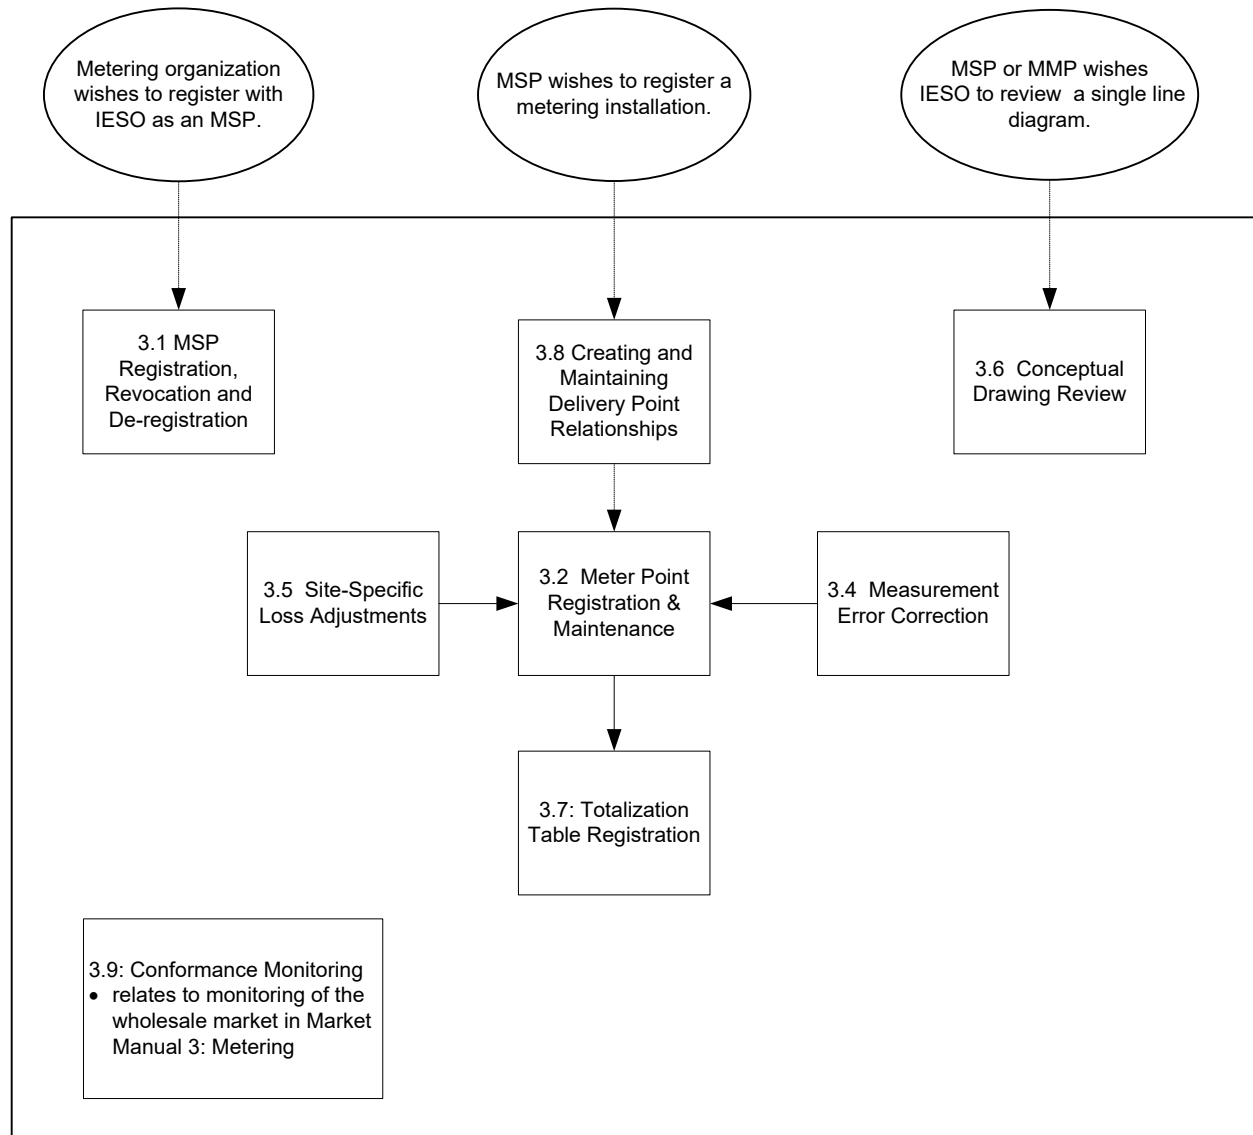 Metering organization
wishes to register with
IESO as an MSP.
MSP wishes to register a
metering installation.
MSP or MMP wishes
IESO to review a single line
diagram.
3.1 MSP
Registration,
Revocation and
De-registration
3.8 Creating and
Maintaining
Delivery Point
Relationships
3.6 Conceptual
Drawing Review
3.5 Site-Specific
Loss Adjustments
3.2 Meter Point
Registration &
Maintenance
3.4 Measurement
Error Correction
3.7: Totalization
Table Registration
3.9: Conformance Monitoring
• relates to monitoring of the
wholesale market in Market
Manual 3: Metering